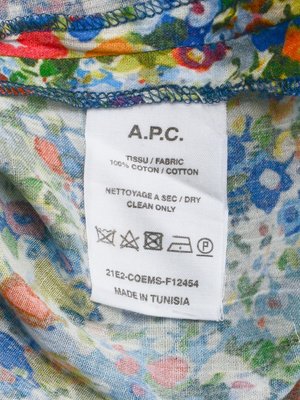 A.P.C.
TISSU / FABRIC
100% COTON / COTTON
NETTOYAGE A SEC / DRY
CLEAN ONLY
P
21E2-COEMS-F12454
MADE IN TUNISIA